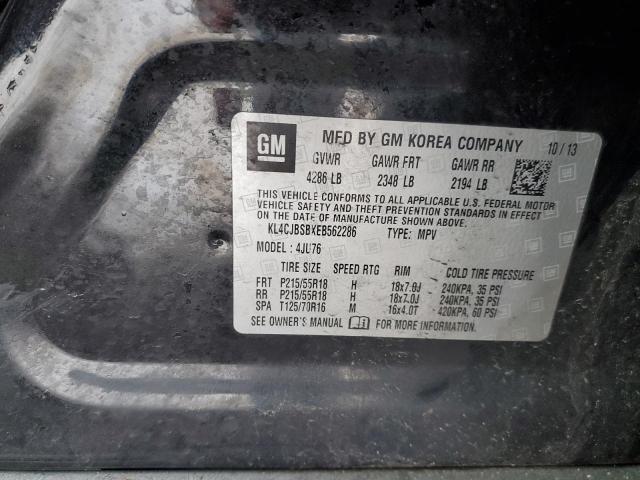 GM MFD BY GM KOREA COMPANY 10/13
GVWR GAWR FRT GAWR RR
4286 LB 2348 LB 2194 LB
THIS VEHICLE CONFORMS TO ALL APPLICABLE U.S. FEDERAL MOTOR
VEHICLE SAFETY AND THEFT PREVENTION STANDARDS IN EFFECT
ON THE DATE OF MANUFACTURE SHOWN ABOVE.
KL4CJBSBKEB562286 TYPE: MPV
MODEL: 4JU76
TIRE SIZE SPEED RTG RIM COLD TIRE PRESSURE
FRT P215/55R18 H 18x7.0J 240KPA, 35 PSI
RR P215/55R18 H 18x7.0J 240KPA, 35 PSI
SPA T125/70R16 M 16x4.0T 420KPA, 60 PSI
SEE OWNER'S MANUAL FOR MORE INFORMATION.